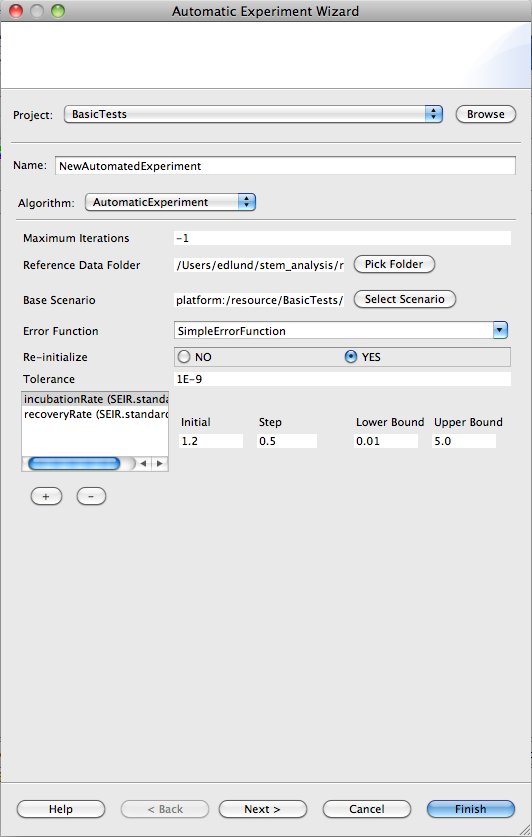 Automatic Experiment Wizard
Project: BasicTests Browse
Name: NewAutomatedExperiment
Algorithm: AutomaticExperiment
Maximum Iterations -1
Reference Data Folder /Users/edlund/stem_analysis/r Pick Folder
Base Scenario platform:/resource/BasicTests/ Select Scenario
Error Function SimpleErrorFunction
Re-initialize NO YES
Tolerance 1E-9
incubationRate (SEIR.standa
recoveryRate (SEIR.standard
Initial Step Lower Bound Upper Bound
1.2 0.5 0.01 5.0
+ -
Help < Back Next > Cancel Finish